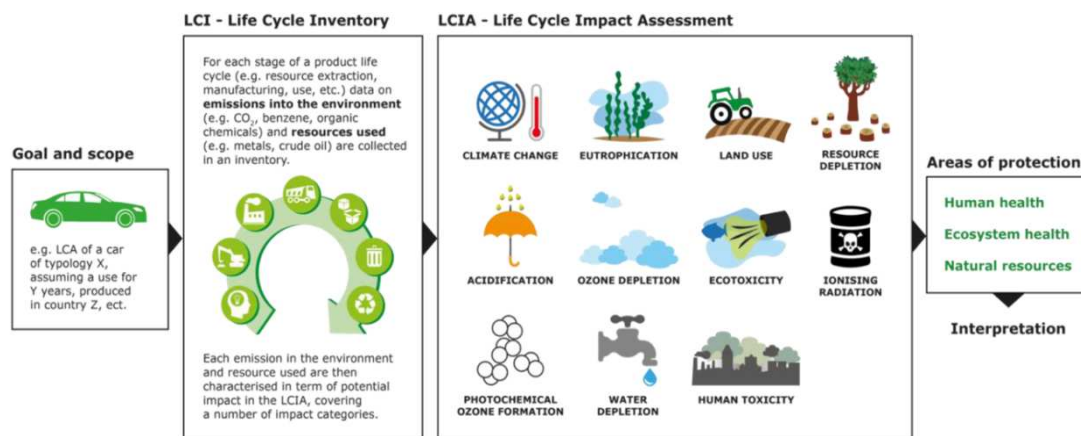 Goal and scope
e.g. LCA of a car
of typology X,
assuming a use for
Y years, produced
in country Z, ect.
LCI - Life Cycle Inventory
For each stage of a product life
cycle (e.g. resource extraction,
manufacturing, use, etc.) data on
emissions into the environment
(e.g. CO₂, benzene, organic
chemicals) and resources used
(e.g. metals, crude oil) are collected
in an inventory.
Each emission in the environment
and resource used are then
characterised in term of potential
impact in the LCIA, covering
a number of impact categories.
LCIA - Life Cycle Impact Assessment
CLIMATE CHANGE
EUTROPHICATION
LAND USE
RESOURCE
DEPLETION
ACIDIFICATION
OZONE DEPLETION
ECOTOXICITY
IONISING
RADIATION
PHOTOCHEMICAL
OZONE FORMATION
WATER
DEPLETION
HUMAN TOXICITY
Areas of protection
Human health
Ecosystem health
Natural resources
Interpretation